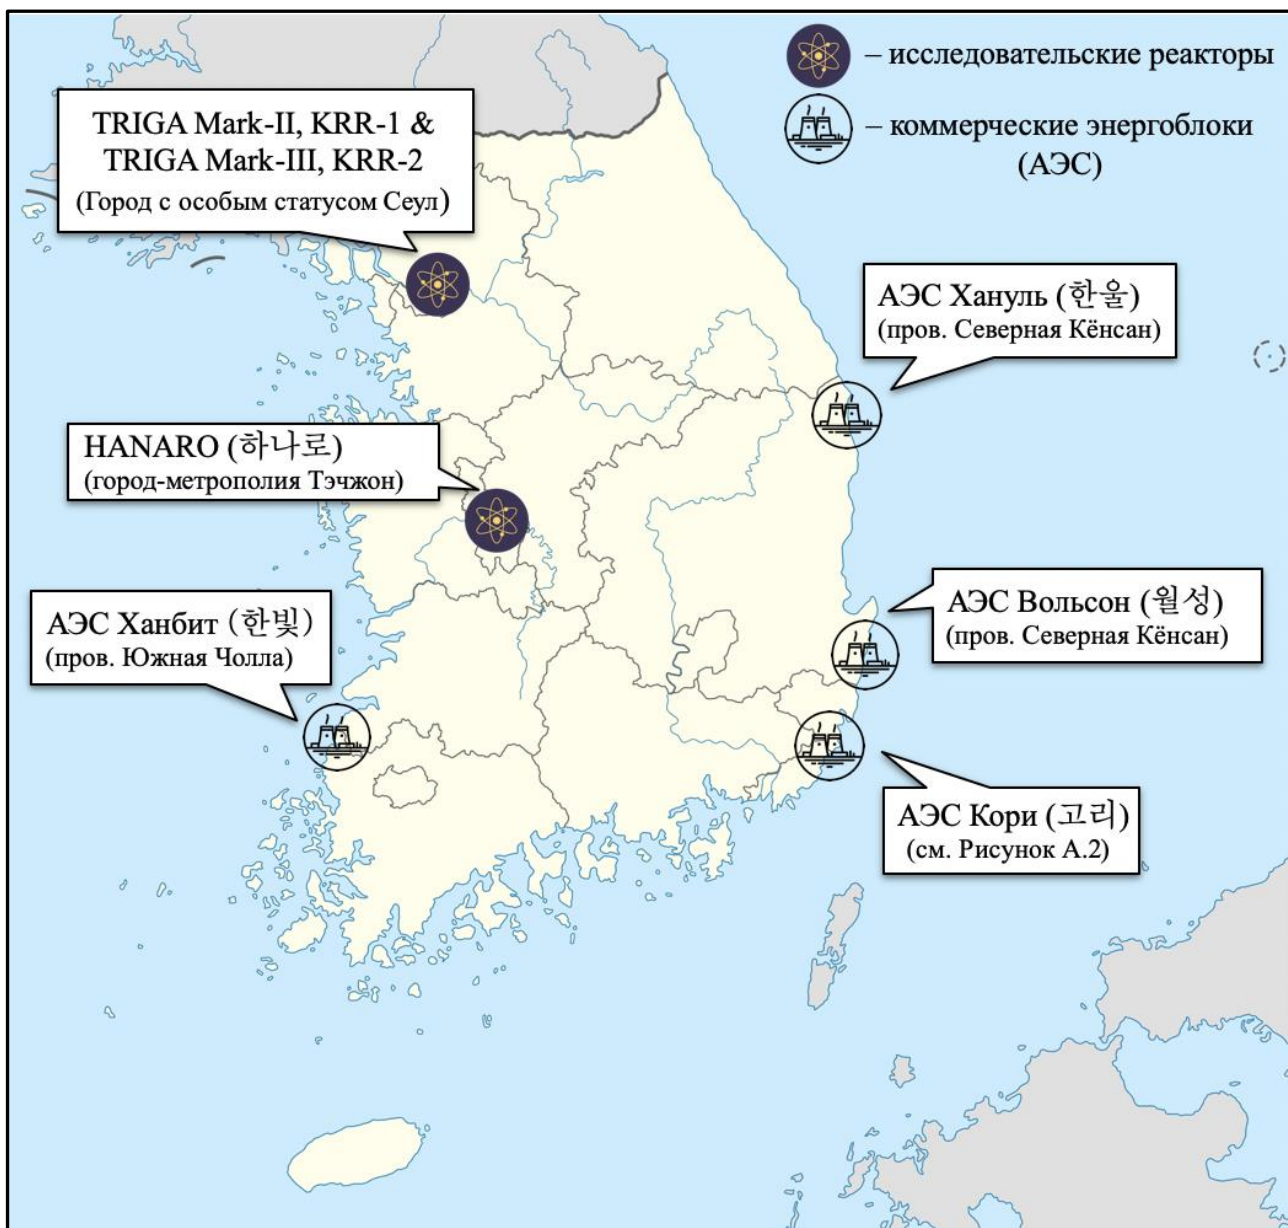 – исследовательские реакторы
– коммерческие энергоблоки
(АЭС)
TRIGA Mark-II, KRR-1 &
TRIGA Mark-III, KRR-2
(Город с особым статусом Сеул)
АЭС Хануль (한울)
(пров. Северная Кёнсан)
HANARO (하나로)
(город-метрополия Тэчжон)
АЭС Вольсон (월성)
(пров. Северная Кёнсан)
АЭС Ханбит (한빛)
(пров. Южная Чолла)
АЭС Кори (고리)
(см. Рисунок А.2)